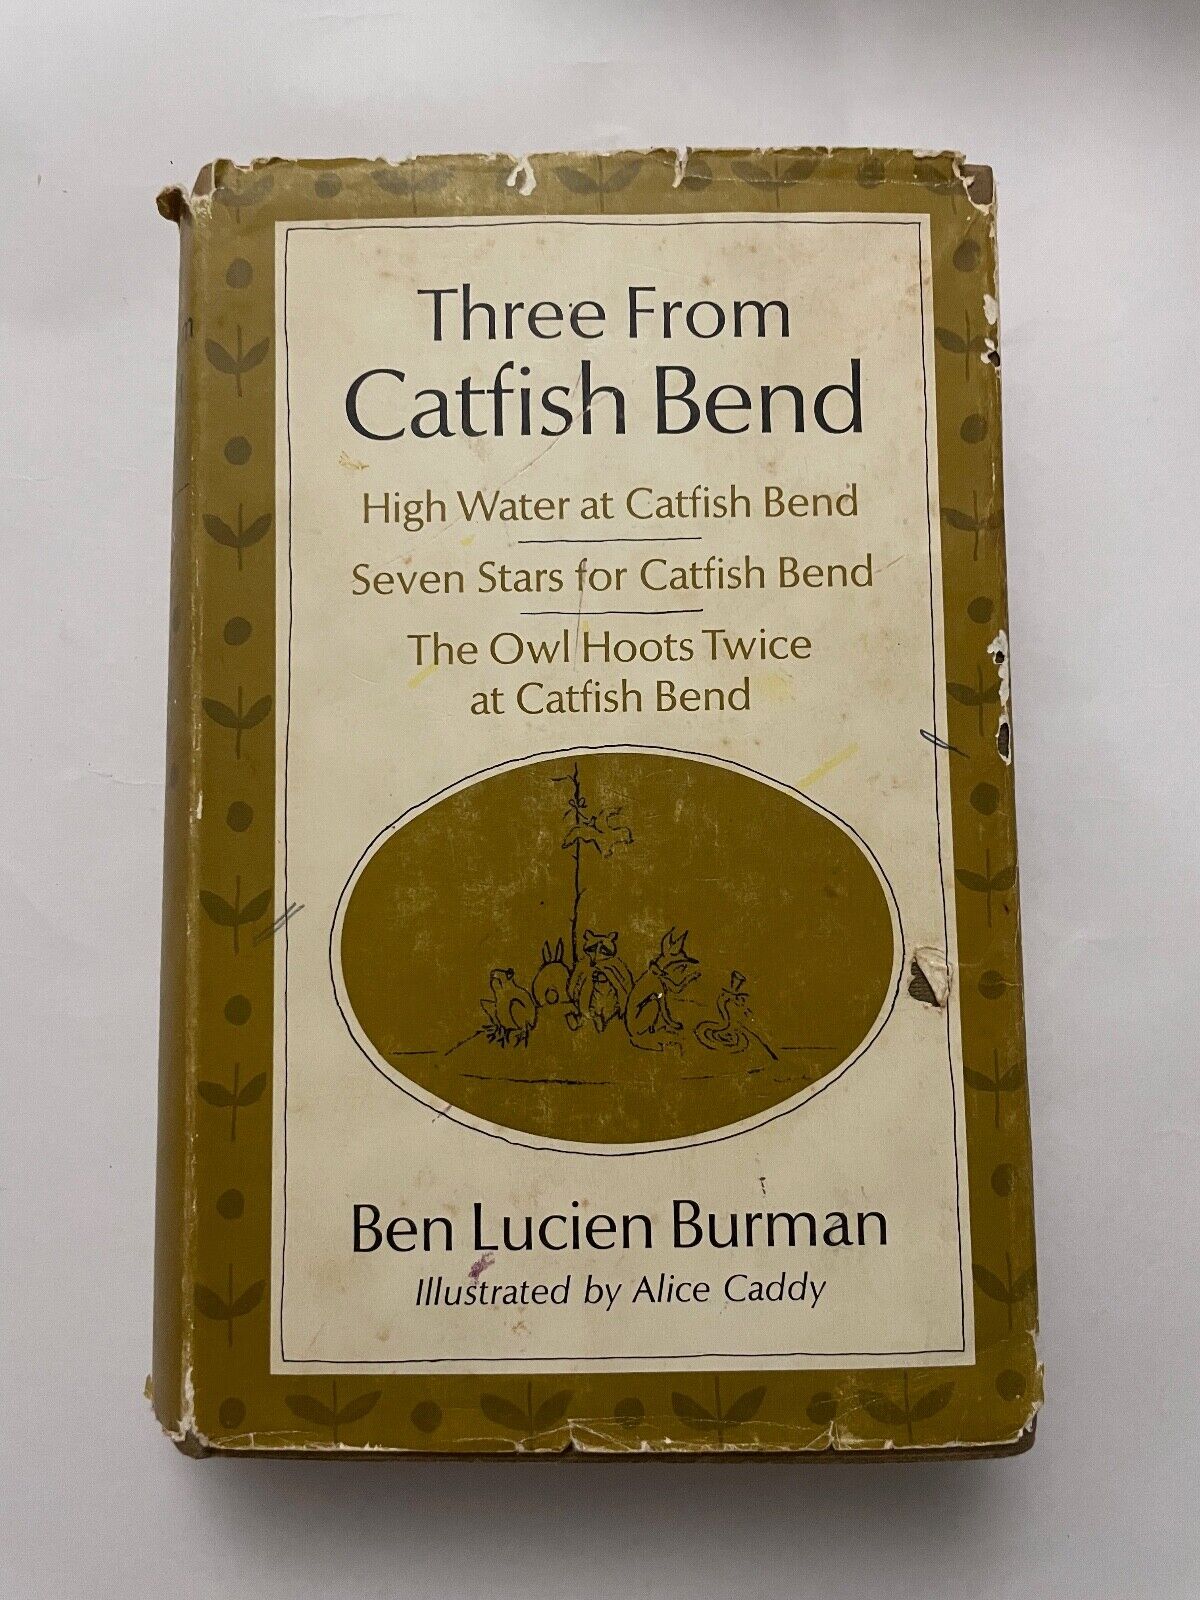 Three From
Catfish Bend
High Water at Catfish Bend
Seven Stars for Catfish Bend
The Owl Hoots Twice
at Catfish Bend
Ben Lucien Burman
Illustrated by Alice Caddy